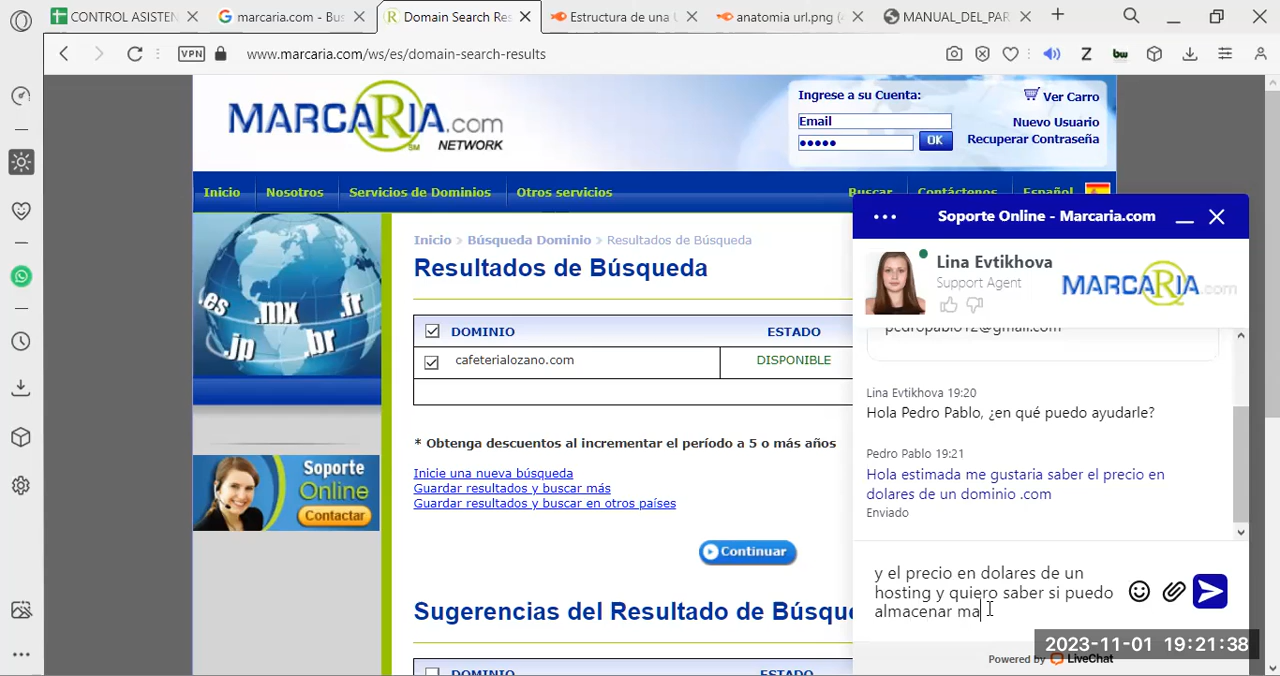 CONTROL ASISTEN
marcaria.com - Bus
Domain Search Res
Estructura de una U
anatomia url.png (4
MANUAL_DEL_PAR
VPN
www.marcaria.com/ws/es/domain-search-results
Z
bw
MARCARIA.com
SM
NETWORK
Ingrese a su Cuenta:
Ver Carro
Email
Nuevo Usuario
OK
Recuperar Contraseña
Inicio
Nosotros
Servicios de Dominios
Otros servicios
Buscar
Contáctenos
Español
.es
.mx
.fr
.jp
.br
Inicio > Búsqueda Dominio > Resultados de Búsqueda
Resultados de Búsqueda
DOMINIO ESTADO
cafeterialozano.com DISPONIBLE
* Obtenga descuentos al incrementar el período a 5 o más años
Inicie una nueva búsqueda
Guardar resultados y buscar más
Guardar resultados y buscar en otros países
Continuar
Soporte
Online
Contactar
Sugerencias del Resultado de Búsque
DOMINIO ESTADO
Soporte Online - Marcaria.com
Lina Evtikhova
Support Agent
MARCARIA.com
pedropablo12@gmail.com
Lina Evtikhova 19:20
Hola Pedro Pablo, ¿en qué puedo ayudarle?
Pedro Pablo 19:21
Hola estimada me gustaria saber el precio en
dolares de un dominio .com
Enviado
y el precio en dolares de un
hosting y quiero saber si puedo
almacenar ma
2023-11-01 19:21:38
Powered by LiveChat